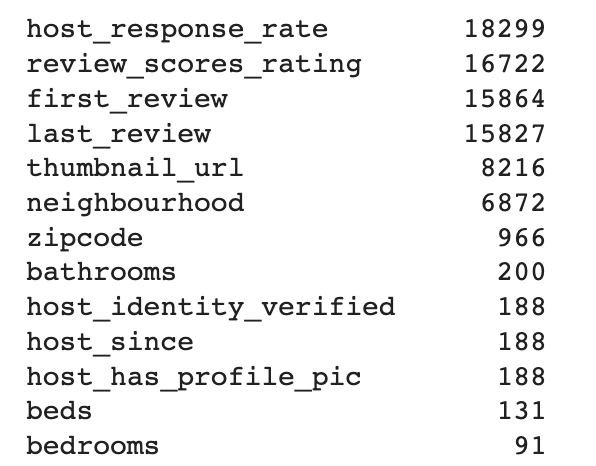 host_response_rate 18299
review_scores_rating 16722
first_review 15864
last_review 15827
thumbnail_url 8216
neighbourhood 6872
zipcode 966
bathrooms 200
host_identity_verified 188
host_since 188
host_has_profile_pic 188
beds 131
bedrooms 91